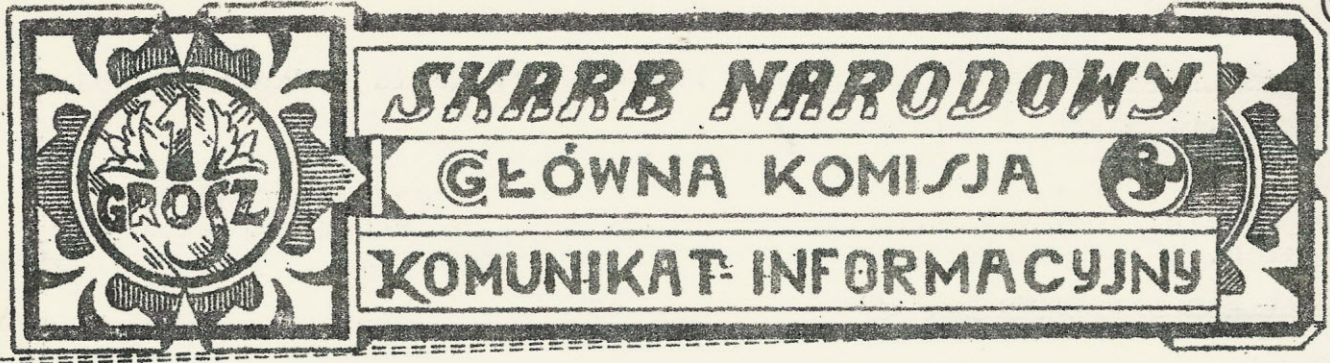 1
GROSZ
SKARB NARODOWY
GŁÓWNA KOMISJA
KOMUNIKAT INFORMACYJNY